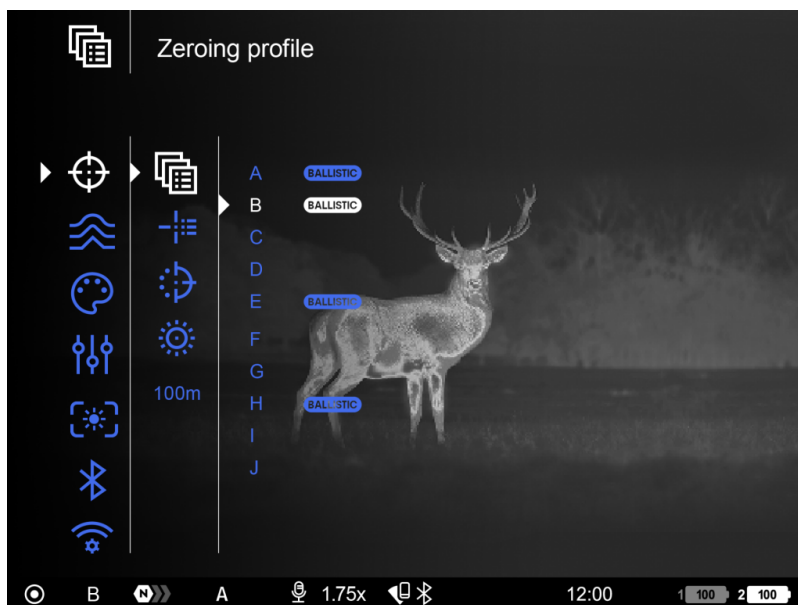 Zeroing profile
A BALLISTIC
B BALLISTIC
C
D
E BALLISTIC
F
100m
G
H BALLISTIC
I
J
B N A 1.75x 12:00 1 100 2 100